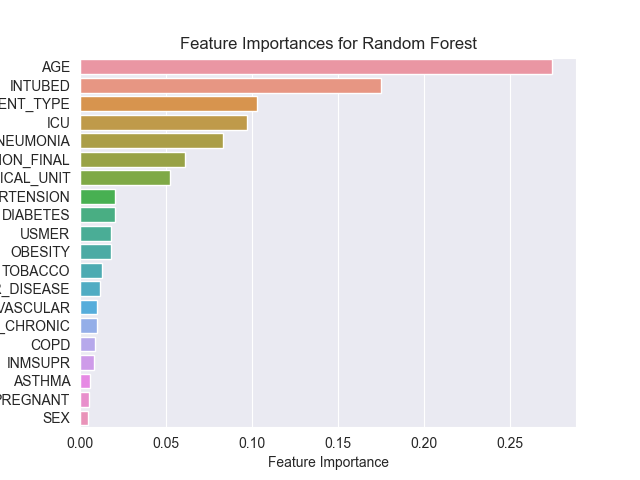 Feature Importances for Random Forest
AGE
INTUBED
ENT_TYPE
ICU
NEUMONIA
ION_FINAL
ICAL_UNIT
RTENSION
DIABETES
USMER
OBESITY
TOBACCO
R_DISEASE
VASCULAR
_CHRONIC
COPD
INMSUPR
ASTHMA
PREGNANT
SEX
0.00 0.05 0.10 0.15 0.20 0.25
Feature Importance